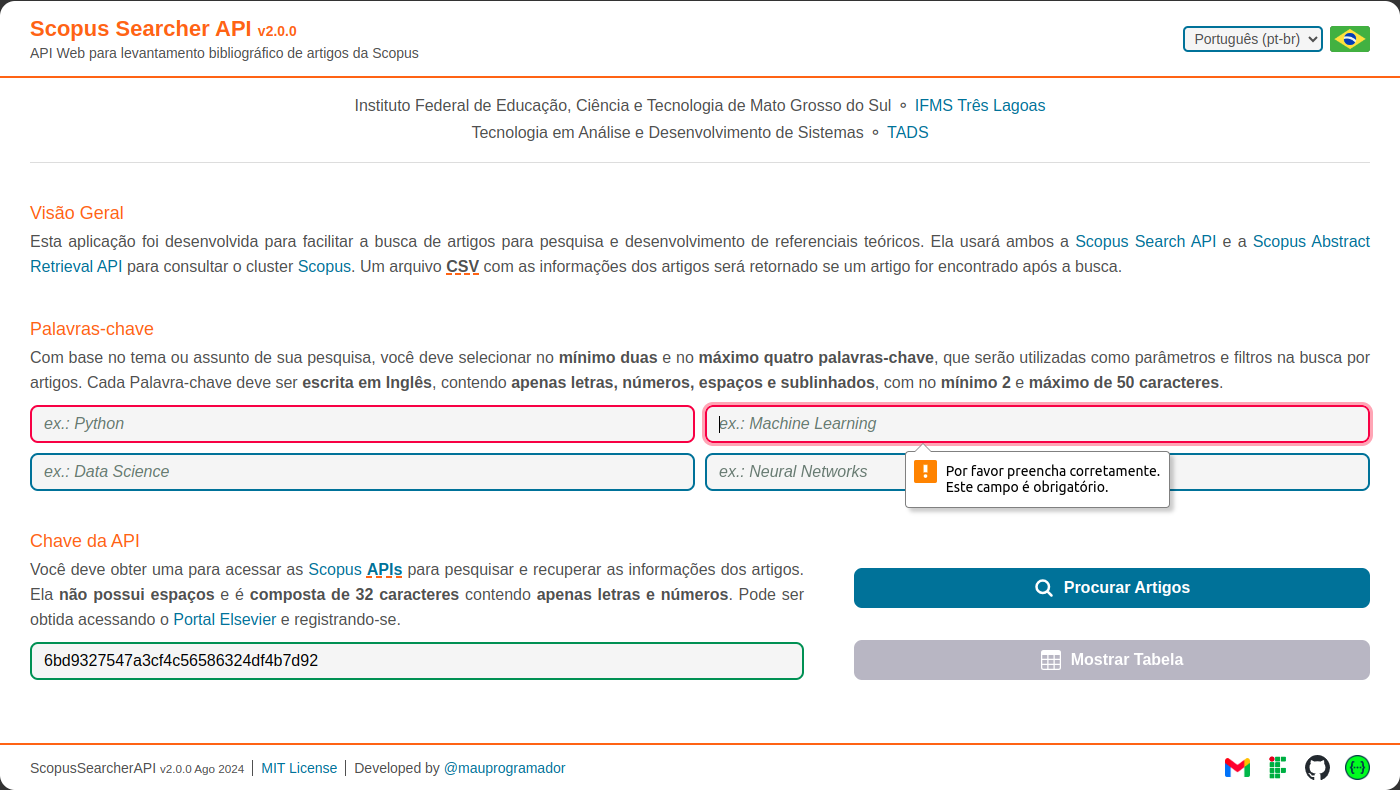 Scopus Searcher API v2.0.0
API Web para levantamento bibliográfico de artigos da Scopus
Português (pt-br)
Instituto Federal de Educação, Ciência e Tecnologia de Mato Grosso do Sul ⚬ IFMS Três Lagoas
Tecnologia em Análise e Desenvolvimento de Sistemas ⚬ TADS
Visão Geral
Esta aplicação foi desenvolvida para facilitar a busca de artigos para pesquisa e desenvolvimento de referenciais teóricos. Ela usará ambos a Scopus Search API e a Scopus Abstract
Retrieval API para consultar o cluster Scopus. Um arquivo CSV com as informações dos artigos será retornado se um artigo for encontrado após a busca.
Palavras-chave
Com base no tema ou assunto de sua pesquisa, você deve selecionar no mínimo duas e no máximo quatro palavras-chave, que serão utilizadas como parâmetros e filtros na busca por
artigos. Cada Palavra-chave deve ser escrita em Inglês, contendo apenas letras, números, espaços e sublinhados, com no mínimo 2 e máximo de 50 caracteres.
ex.: Python
ex.: Machine Learning
ex.: Data Science
ex.: Neural Networks
Por favor preencha corretamente.
Este campo é obrigatório.
Chave da API
Você deve obter uma para acessar as Scopus APIs para pesquisar e recuperar as informações dos artigos.
Ela não possui espaços e é composta de 32 caracteres contendo apenas letras e números. Pode ser
obtida acessando o Portal Elsevier e registrando-se.
6bd9327547a3cf4c56586324df4b7d92
Procurar Artigos
Mostrar Tabela
ScopusSearcherAPI v2.0.0 Ago 2024 | MIT License | Developed by @mauprogramador